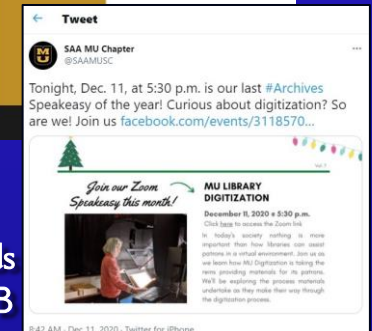 ← Tweet
SAA MU Chapter
@SAAMUSC
Tonight, Dec. 11, at 5:30 p.m. is our last #Archives
Speakeasy of the year! Curious about digitization? So
are we! Join us facebook.com/events/3118570...
Join our Zoom
Speakeasy this month!
MU LIBRARY
DIGITIZATION
December 11, 2020 @ 5:30 p.m.
Click here to access the Zoom link
In today's society nothing is more
important than how libraries can assist
patrons in a virtual environment. Join us as
we learn how MU Digitization is taking the
reins providing materials for its patrons.
We'll be exploring the process materials
undertake as they make their way through
the digitization process.
8:42 AM · Dec 11, 2020 · Twitter for iPhone
ds
3